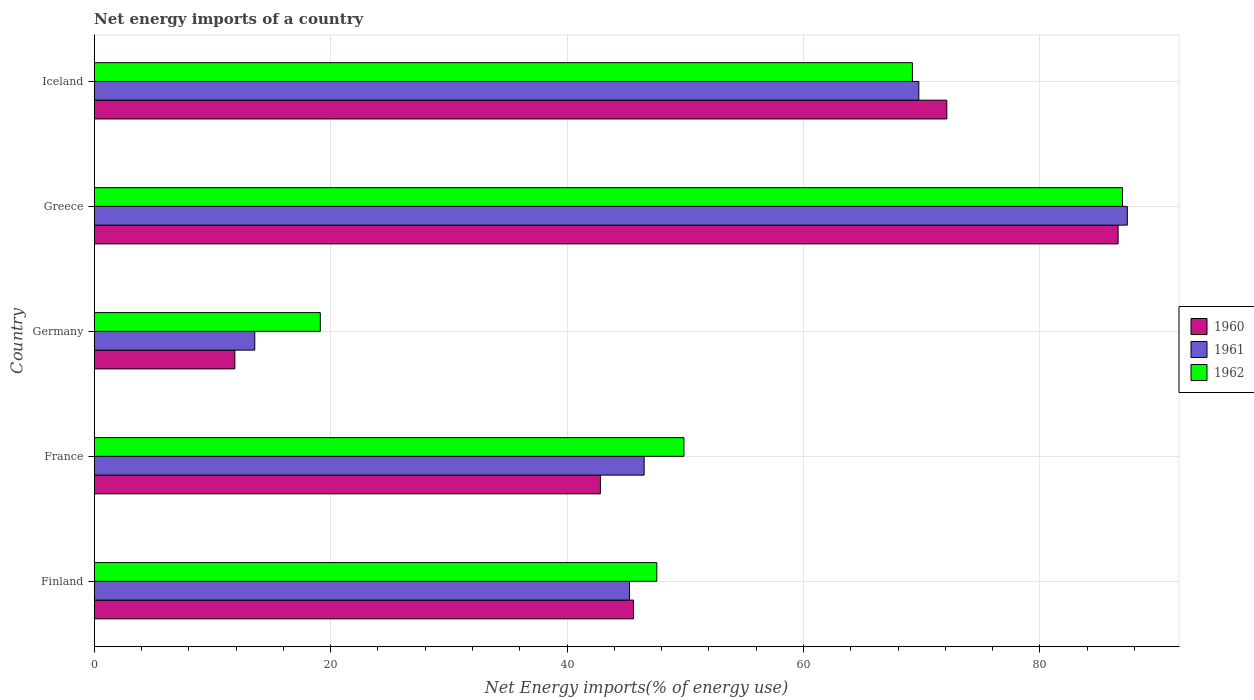 Net energy imports of a country
Iceland
Greece
Germany
France
Finland
Country
0
20
40
60
80
Net Energy imports(% of energy use)
1960
1961
1962